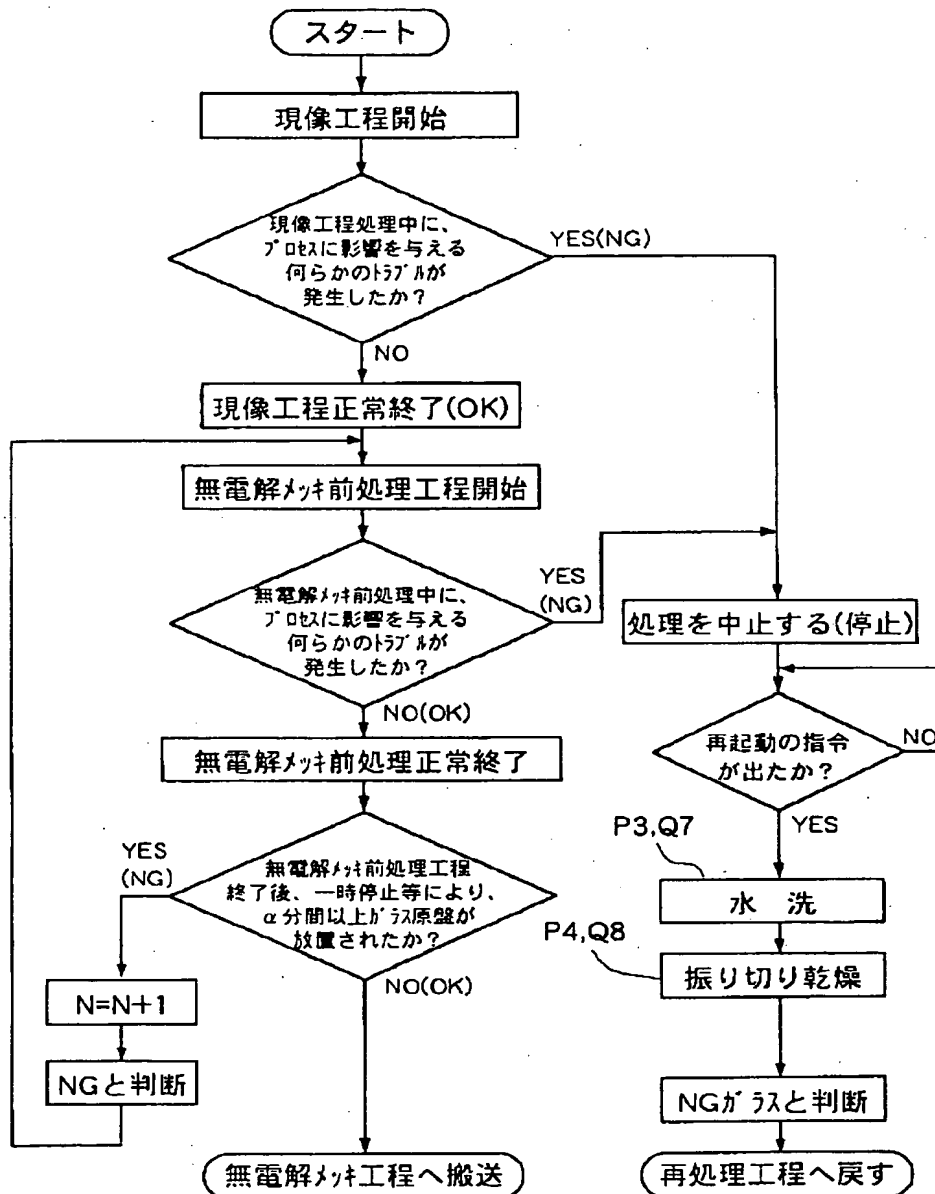 スタート
現像工程開始
現像工程処理中に、
プロセスに影響を与える
何らかのトラブルが
発生したか？
YES(NG)
NO
現像工程正常終了(OK)
無電解メッキ前処理工程開始
無電解メッキ前処理中に、
プロセスに影響を与える
何らかのトラブルが
発生したか？
YES
(NG)
NO(OK)
無電解メッキ前処理正常終了
無電解メッキ前処理工程
終了後、一時停止等により、
α分間以上ガラス原盤が
放置されたか？
YES
(NG)
NO(OK)
N=N+1
NGと判断
無電解メッキ工程へ搬送
処理を中止する(停止)
再起動の指令
が出たか？
NO
YES
P3,Q7
水 洗
P4,Q8
振り切り乾燥
NGガラスと判断
再処理工程へ戻す